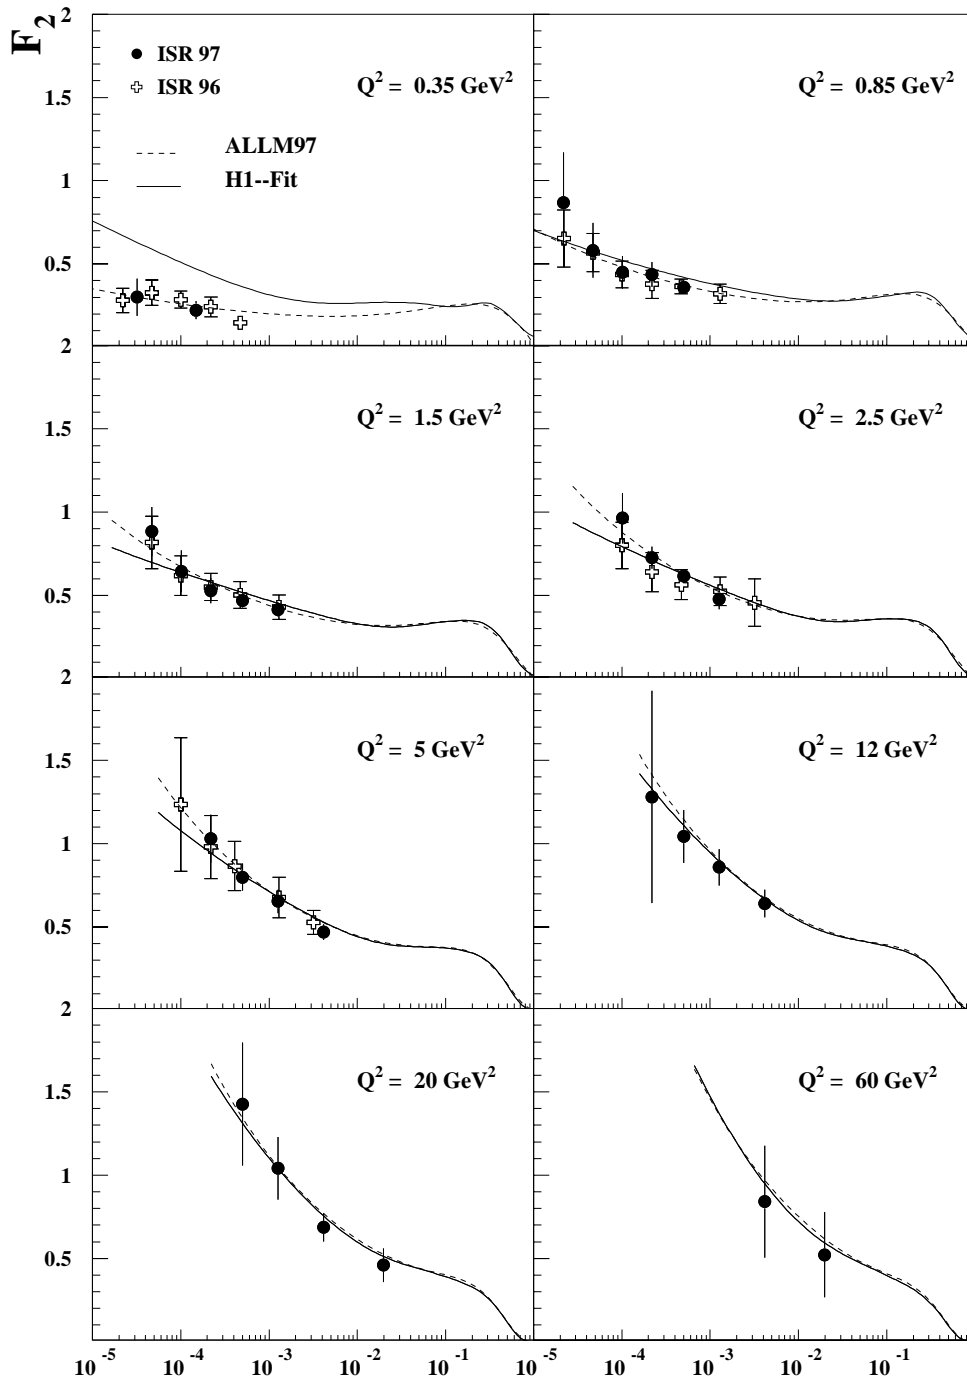 F₂
2
1.5
1
0.5
ISR 97
ISR 96
ALLM97
H1--Fit
Q² = 0.35 GeV²
Q² = 0.85 GeV²
2
1.5
1
0.5
Q² = 1.5 GeV²
Q² = 2.5 GeV²
2
1.5
1
0.5
Q² = 5 GeV²
Q² = 12 GeV²
2
1.5
1
0.5
Q² = 20 GeV²
Q² = 60 GeV²
10⁻⁵ 10⁻⁴ 10⁻³ 10⁻² 10⁻¹ 10⁻⁵ 10⁻⁴ 10⁻³ 10⁻² 10⁻¹